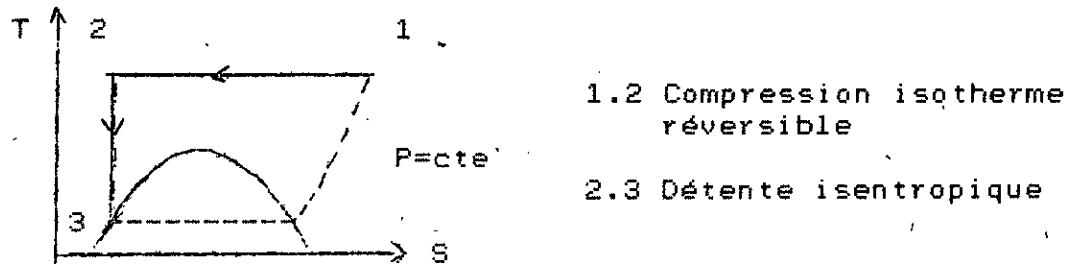 T 2 1
1.2 Compression isotherme
réversible
P=cte
2.3 Détente isentropique
3
S